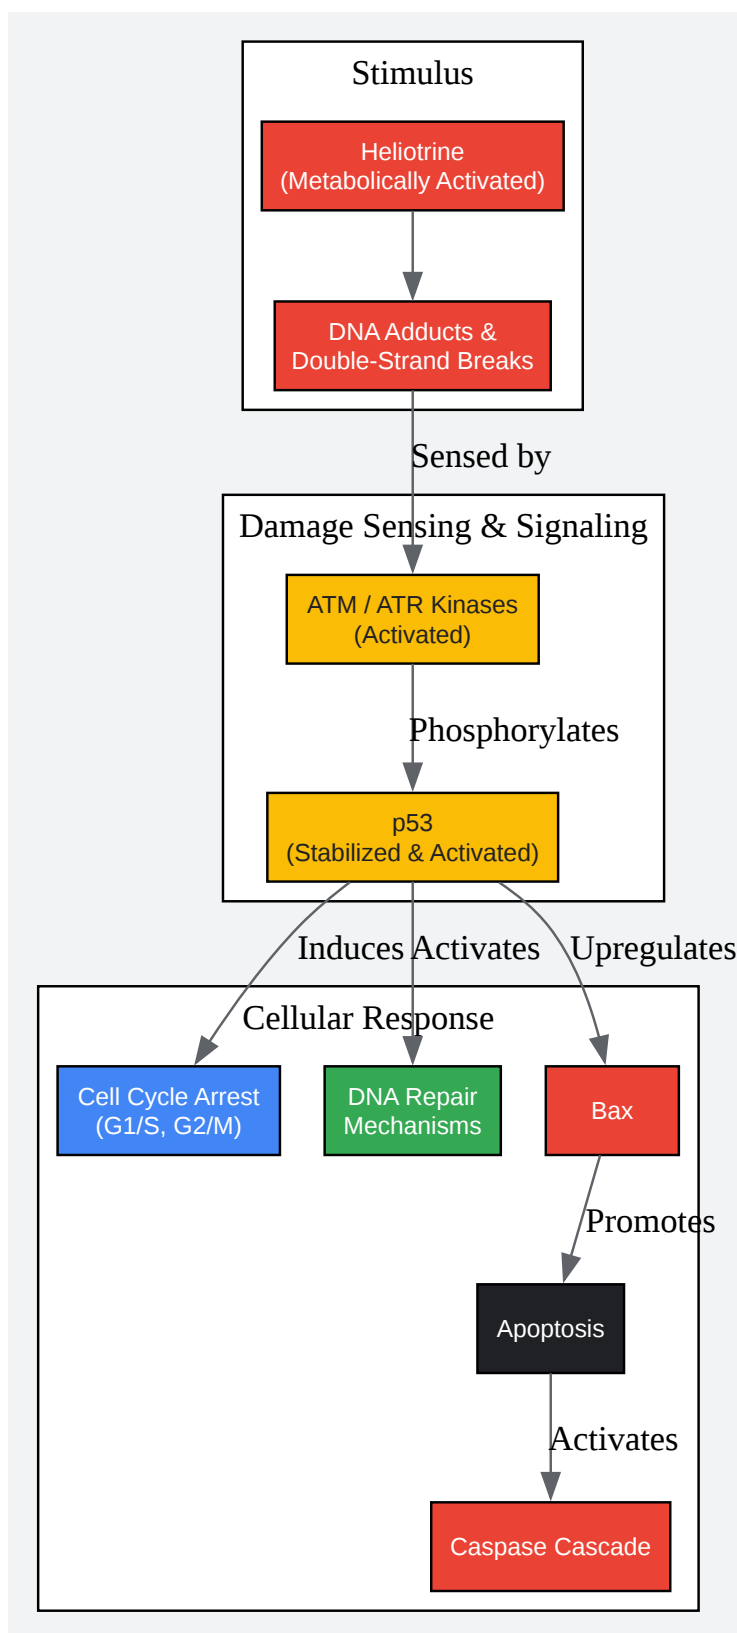 Stimulus
Heliotrine
(Metabolically Activated)
DNA Adducts &
Double-Strand Breaks
Sensed by
Damage Sensing & Signaling
ATM / ATR Kinases
(Activated)
Phosphorylates
p53
(Stabilized & Activated)
Induces
Activates
Upregulates
Cellular Response
Cell Cycle Arrest
(G1/S, G2/M)
DNA Repair
Mechanisms
Bax
Promotes
Apoptosis
Activates
Caspase Cascade